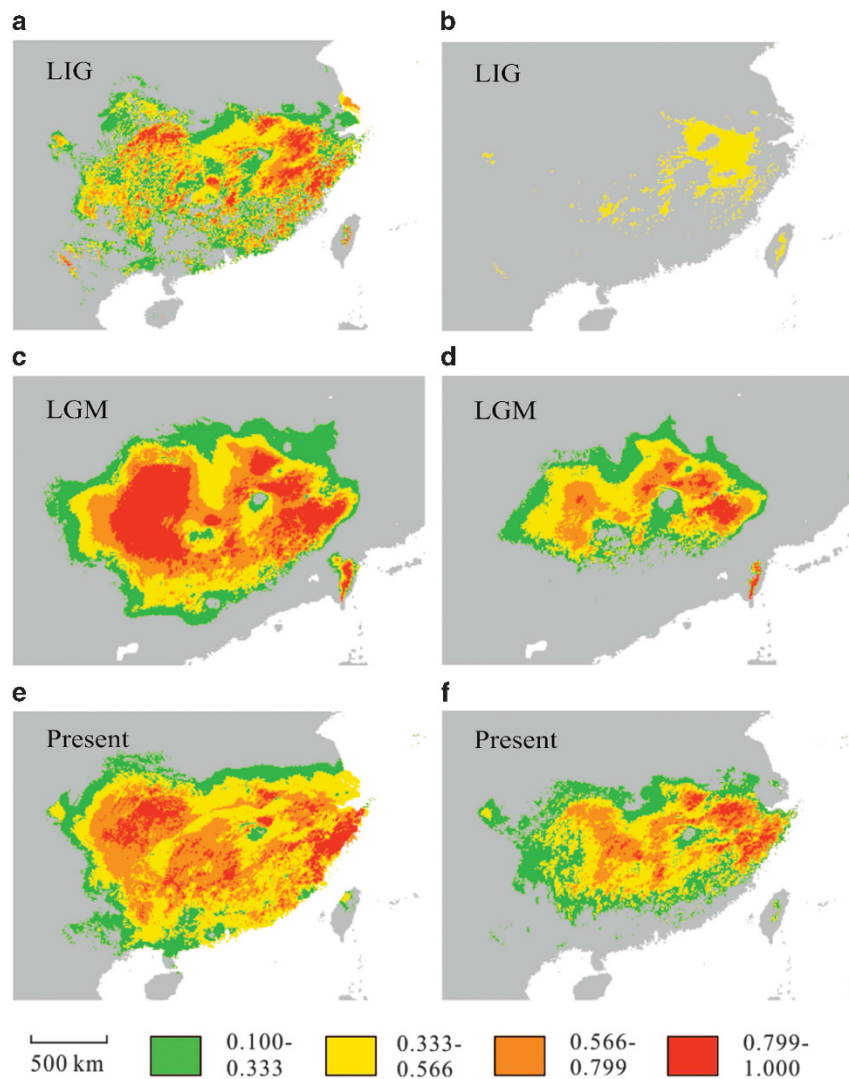 a
b
LIG
LIG
c
d
LGM
LGM
e
f
Present
Present
500 km
0.100-
0.333
0.333-
0.566
0.566-
0.799
0.799-
1.000